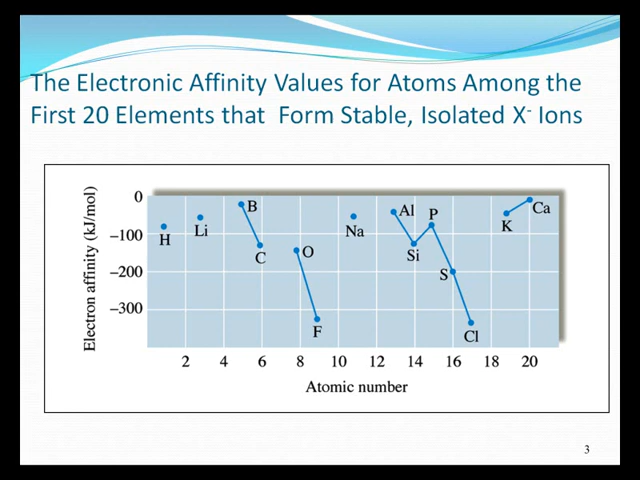 The Electronic Affinity Values for Atoms Among the
First 20 Elements that Form Stable, Isolated X- Ions
Electron affinity (kJ/mol)
0
−100
−200
−300
H
Li
B
C
O
F
Na
Al
Si
P
S
Cl
K
Ca
2 4 6 8 10 12 14 16 18 20
Atomic number
3